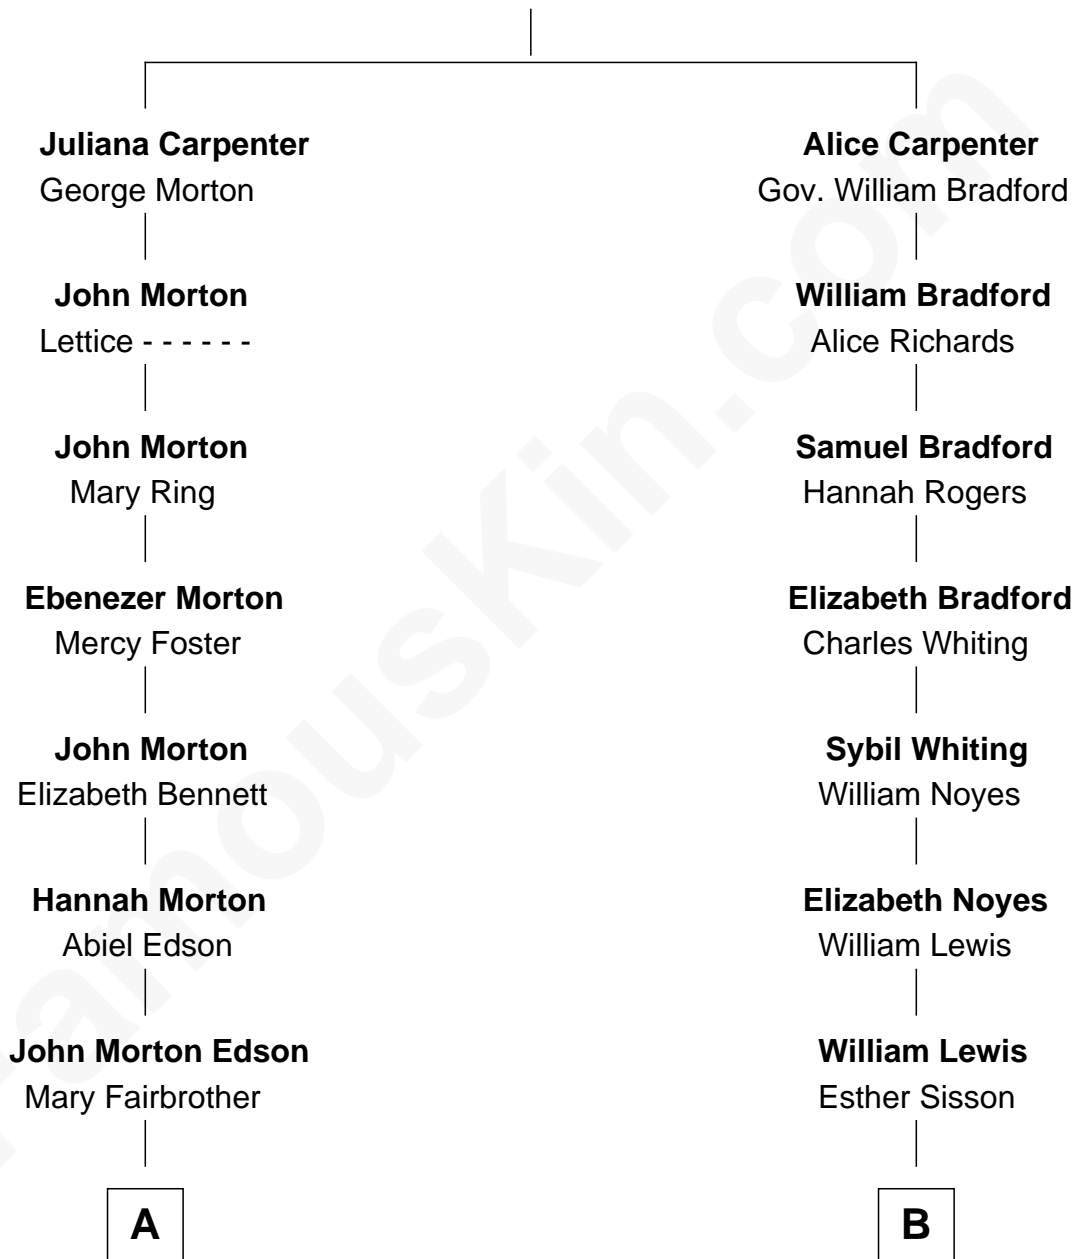 Juliana Carpenter
George Morton
John Morton
Lettice - - - - - -
John Morton
Mary Ring
Ebenezer Morton
Mercy Foster
John Morton
Elizabeth Bennett
Hannah Morton
Abiel Edson
John Morton Edson
Mary Fairbrother
A
Alice Carpenter
Gov. William Bradford
William Bradford
Alice Richards
Samuel Bradford
Hannah Rogers
Elizabeth Bradford
Charles Whiting
Sybil Whiting
William Noyes
Elizabeth Noyes
William Lewis
William Lewis
Esther Sisson
B
FamousKin.com